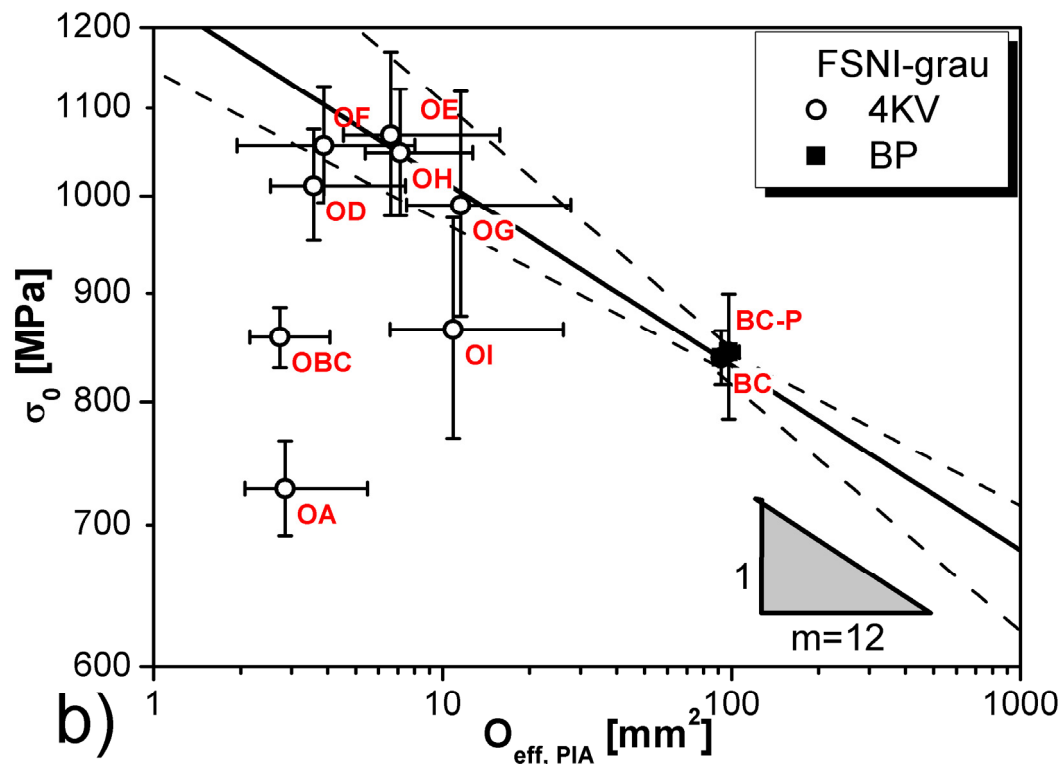 1200
1100
1000
900
800
700
600
σ₀ [MPa]
FSNI-grau
4KV
BP
OF
OE
OH
OD
OG
OBC
OI
BC-P
BC
OA
1
m=12
1
10
100
1000
b)
O_eff, PIA [mm²]